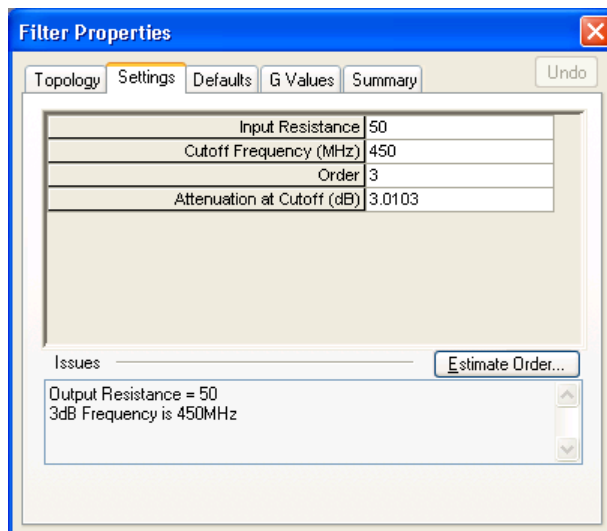 Filter Properties
Topology Settings Defaults G Values Summary Undo
Input Resistance 50
Cutoff Frequency (MHz) 450
Order 3
Attenuation at Cutoff (dB) 3.0103
Issues Estimate Order...
Output Resistance = 50
3dB Frequency is 450MHz